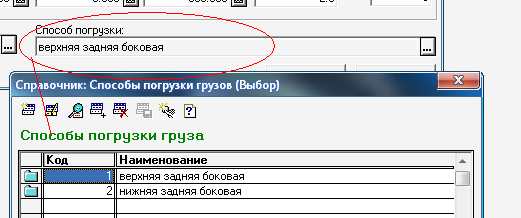 Способ погрузки:
верхняя задняя боковая
...
Справочник: Способы погрузки грузов (Выбор)
Способы погрузки груза
Код Наименование
1 верхняя задняя боковая
2 нижняя задняя боковая